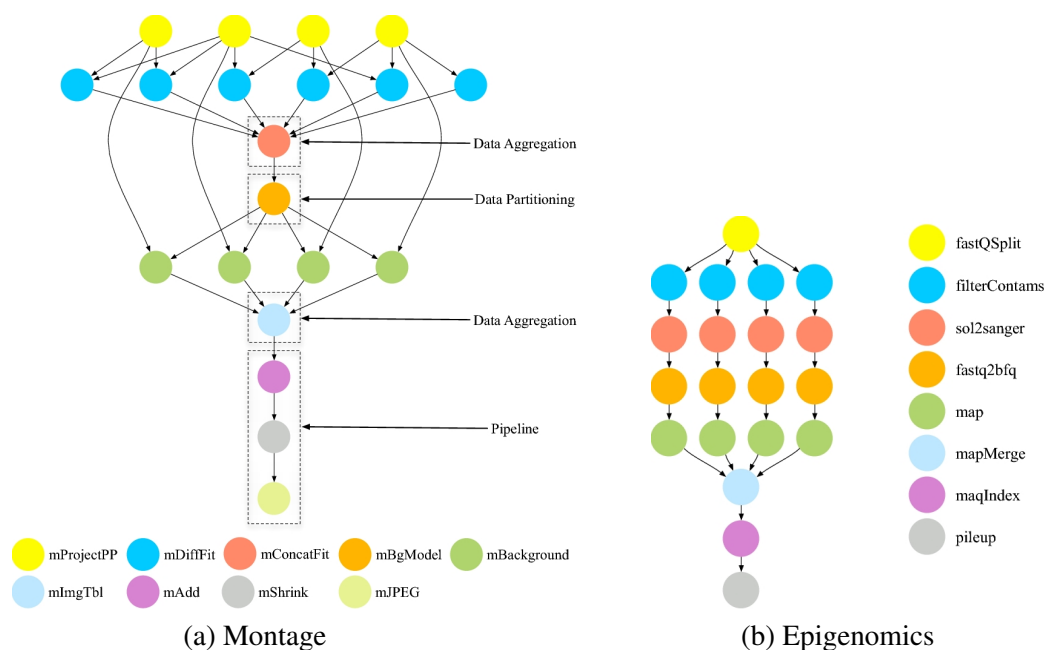 Data Aggregation
Data Partitioning
Data Aggregation
Pipeline
mProjectPP
mDiffFit
mConcatFit
mBgModel
mBackground
mImgTbl
mAdd
mShrink
mJPEG
(a) Montage
fastQSplit
filterContams
sol2sanger
fastq2bfq
map
mapMerge
maqIndex
pileup
(b) Epigenomics